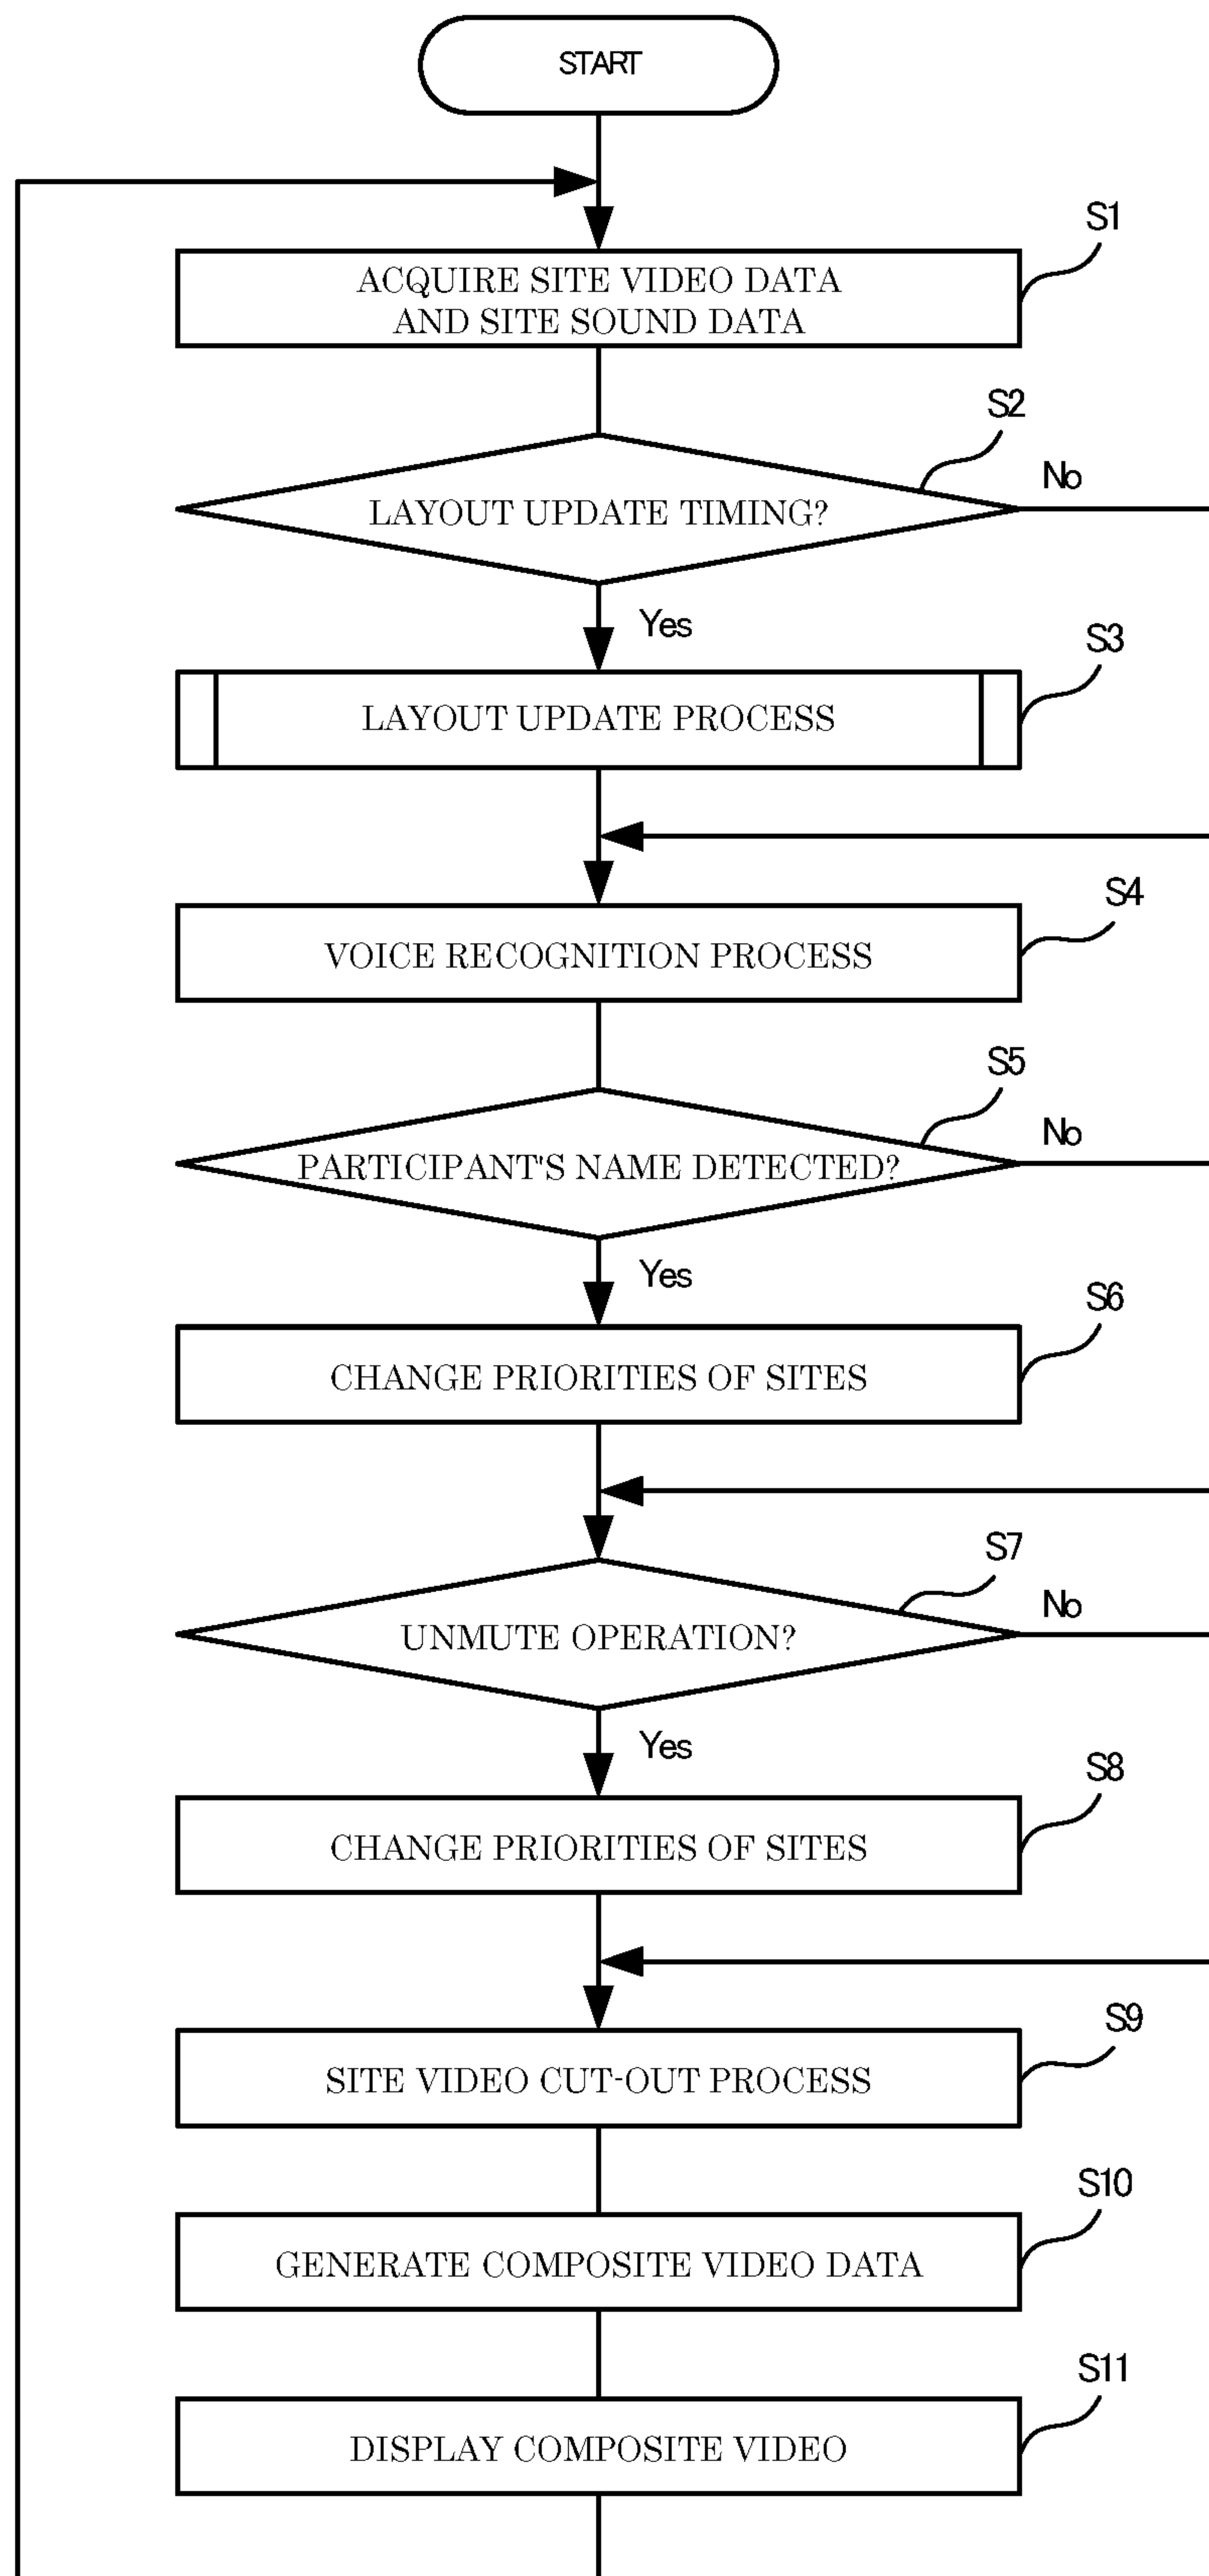 START
S1
ACQUIRE SITE VIDEO DATA
AND SITE SOUND DATA
S2
No
LAYOUT UPDATE TIMING?
Yes
S3
LAYOUT UPDATE PROCESS
S4
VOICE RECOGNITION PROCESS
S5
No
PARTICIPANT'S NAME DETECTED?
Yes
S6
CHANGE PRIORITIES OF SITES
S7
No
UNMUTE OPERATION?
Yes
S8
CHANGE PRIORITIES OF SITES
S9
SITE VIDEO CUT-OUT PROCESS
S10
GENERATE COMPOSITE VIDEO DATA
S11
DISPLAY COMPOSITE VIDEO